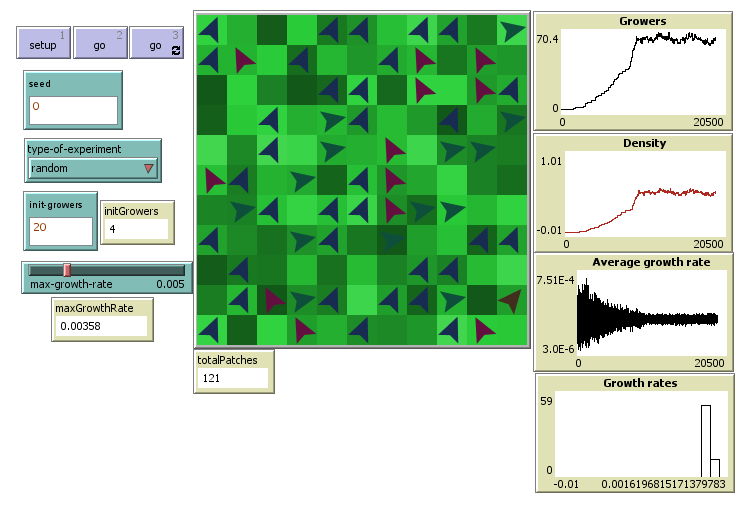 1
setup
2
go
3
go
seed
0
type-of-experiment
random
init-growers
20
initGrowers
4
max-growth-rate 0.005
maxGrowthRate
0.00358
totalPatches
121
Growers
70.4
0
0 20500
Density
1.01
-0.01
0 20500
Average growth rate
7.51E-4
3.0E-6
0 20500
Growth rates
59
0
-0.01 0.0016196815171379783